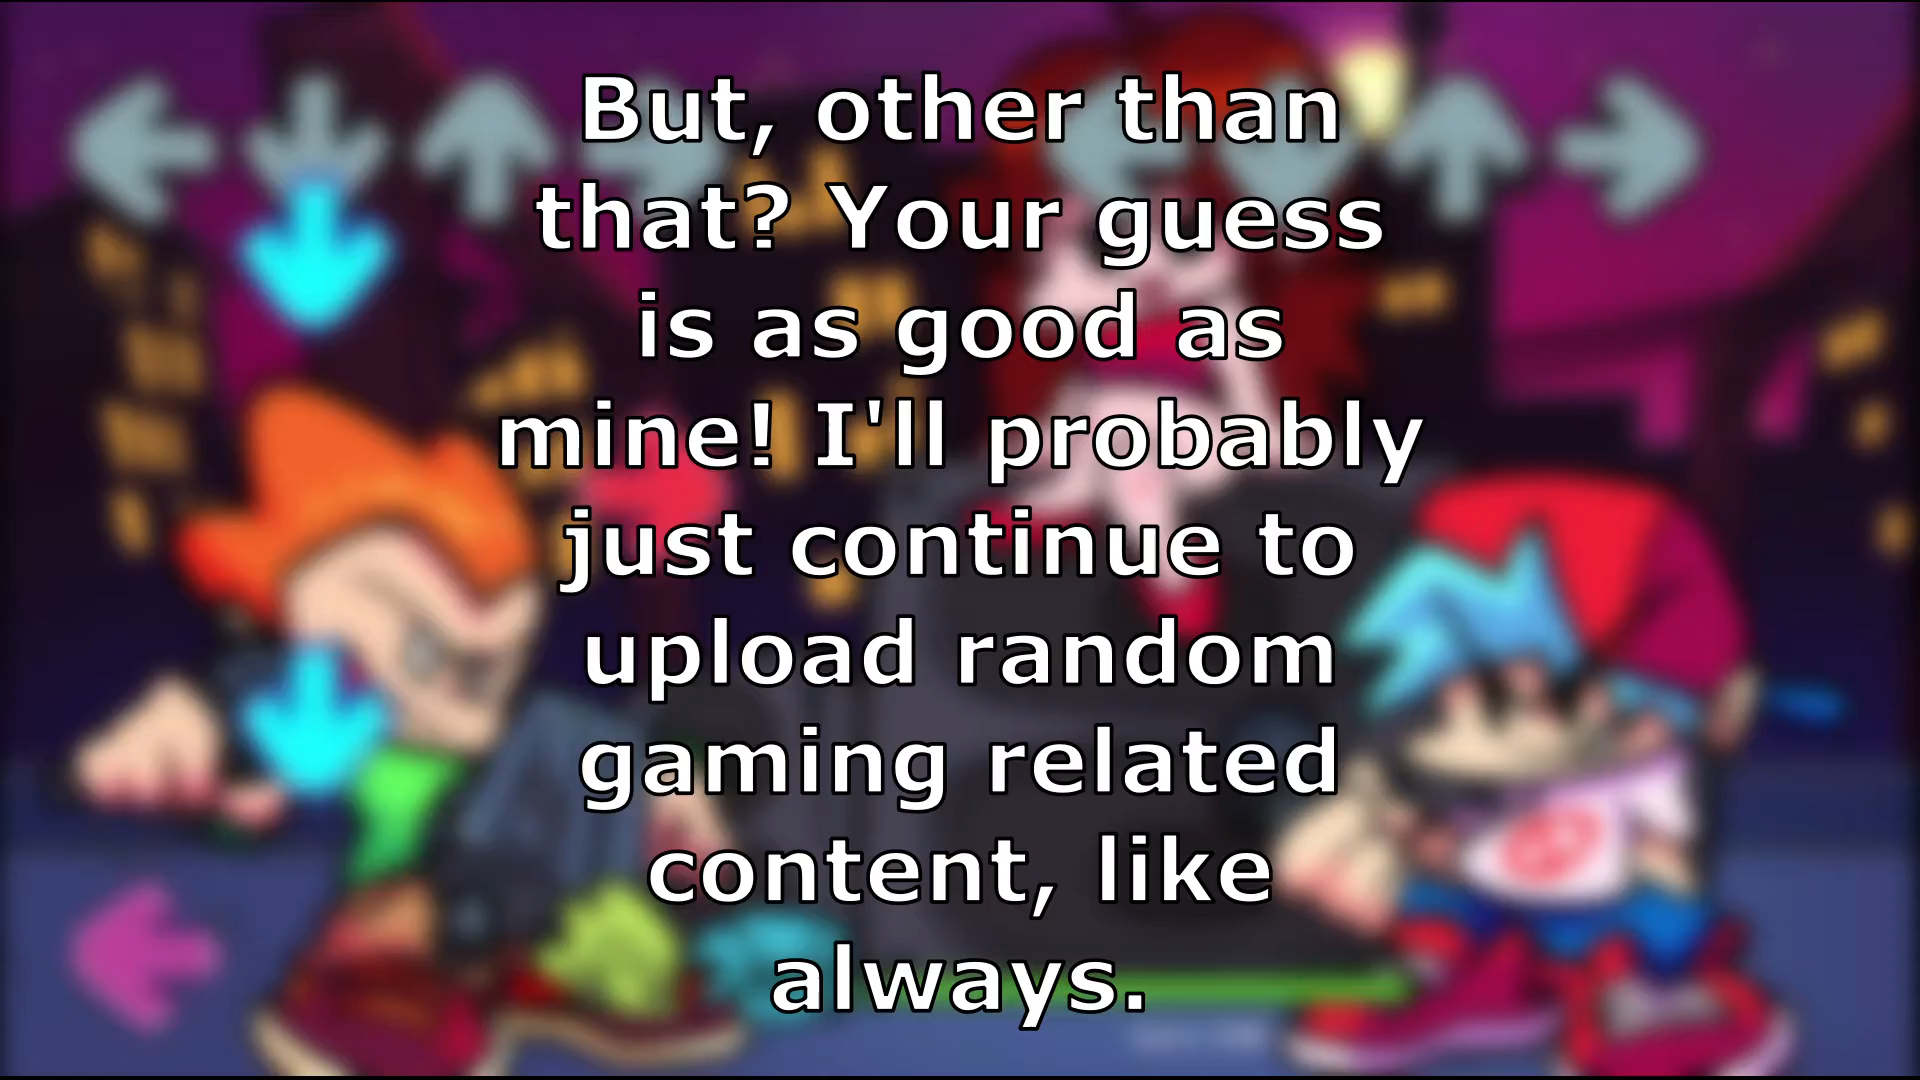 But, other than
that? Your guess
is as good as
mine! I'll probably
just continue to
upload random
gaming related
content, like
always.